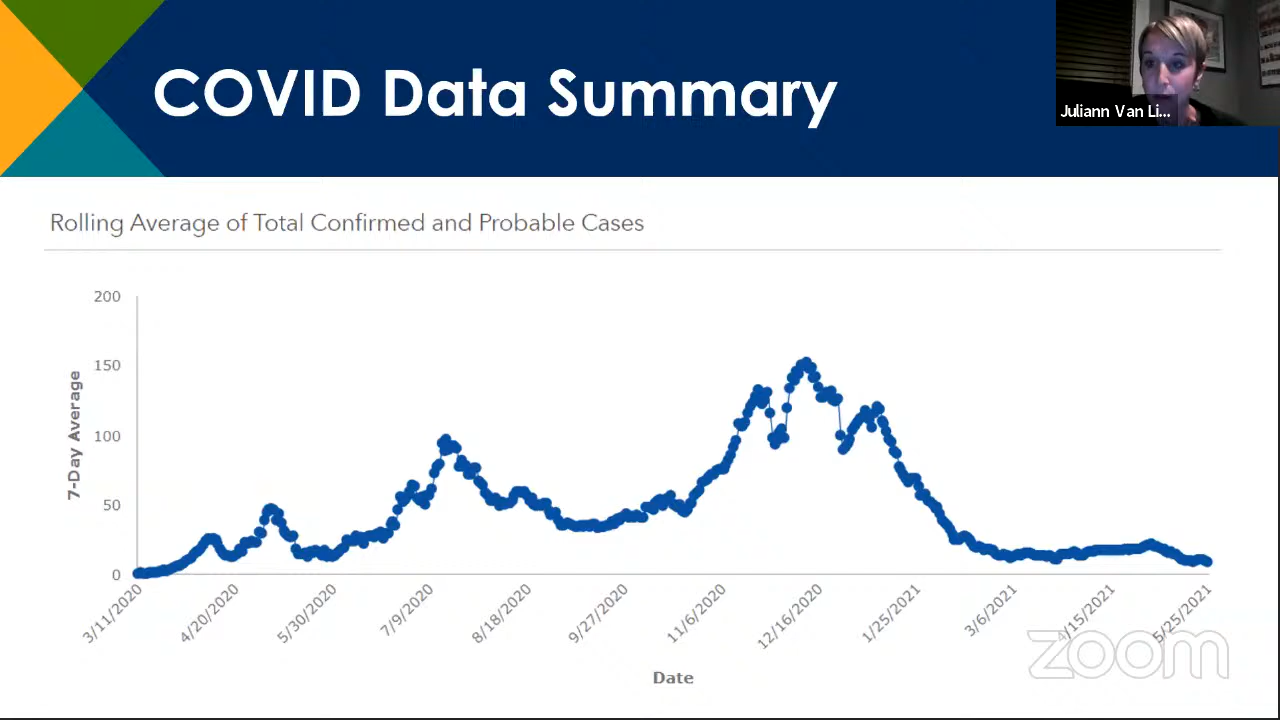 COVID Data Summary
Juliann Van Li...
Rolling Average of Total Confirmed and Probable Cases
200
150
100
50
0
7-Day Average
3/11/2020
4/20/2020
5/30/2020
7/9/2020
8/18/2020
9/27/2020
11/6/2020
12/16/2020
1/25/2021
3/6/2021
4/15/2021
5/25/2021
Date
zoom